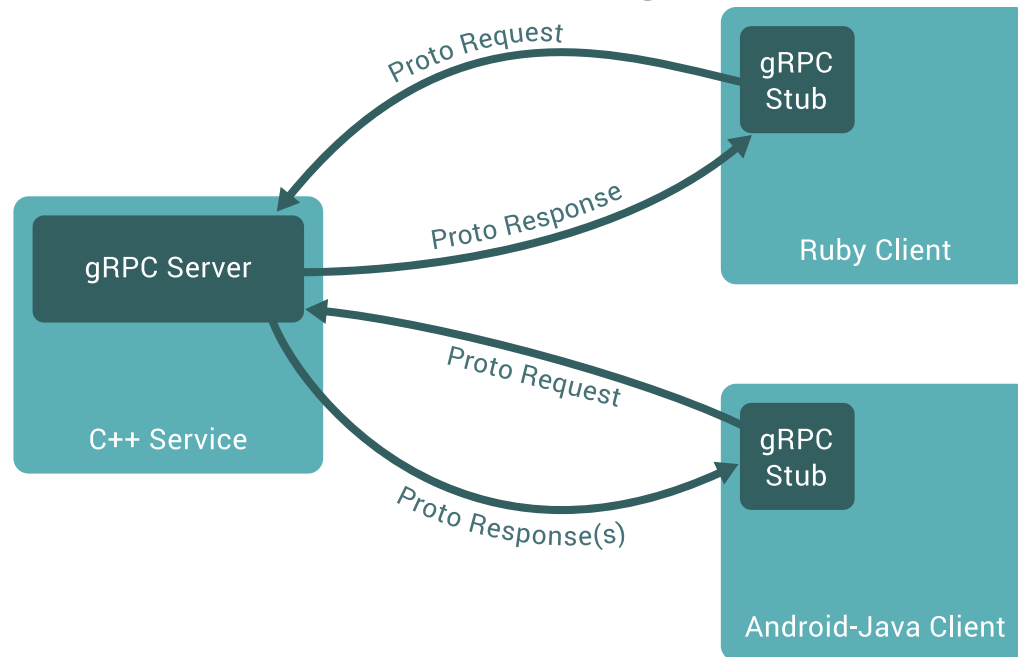 Proto Request
gRPC
Stub
Proto Response
Ruby Client
gRPC Server
C++ Service
Proto Request
gRPC
Stub
Proto Response(s)
Android-Java Client